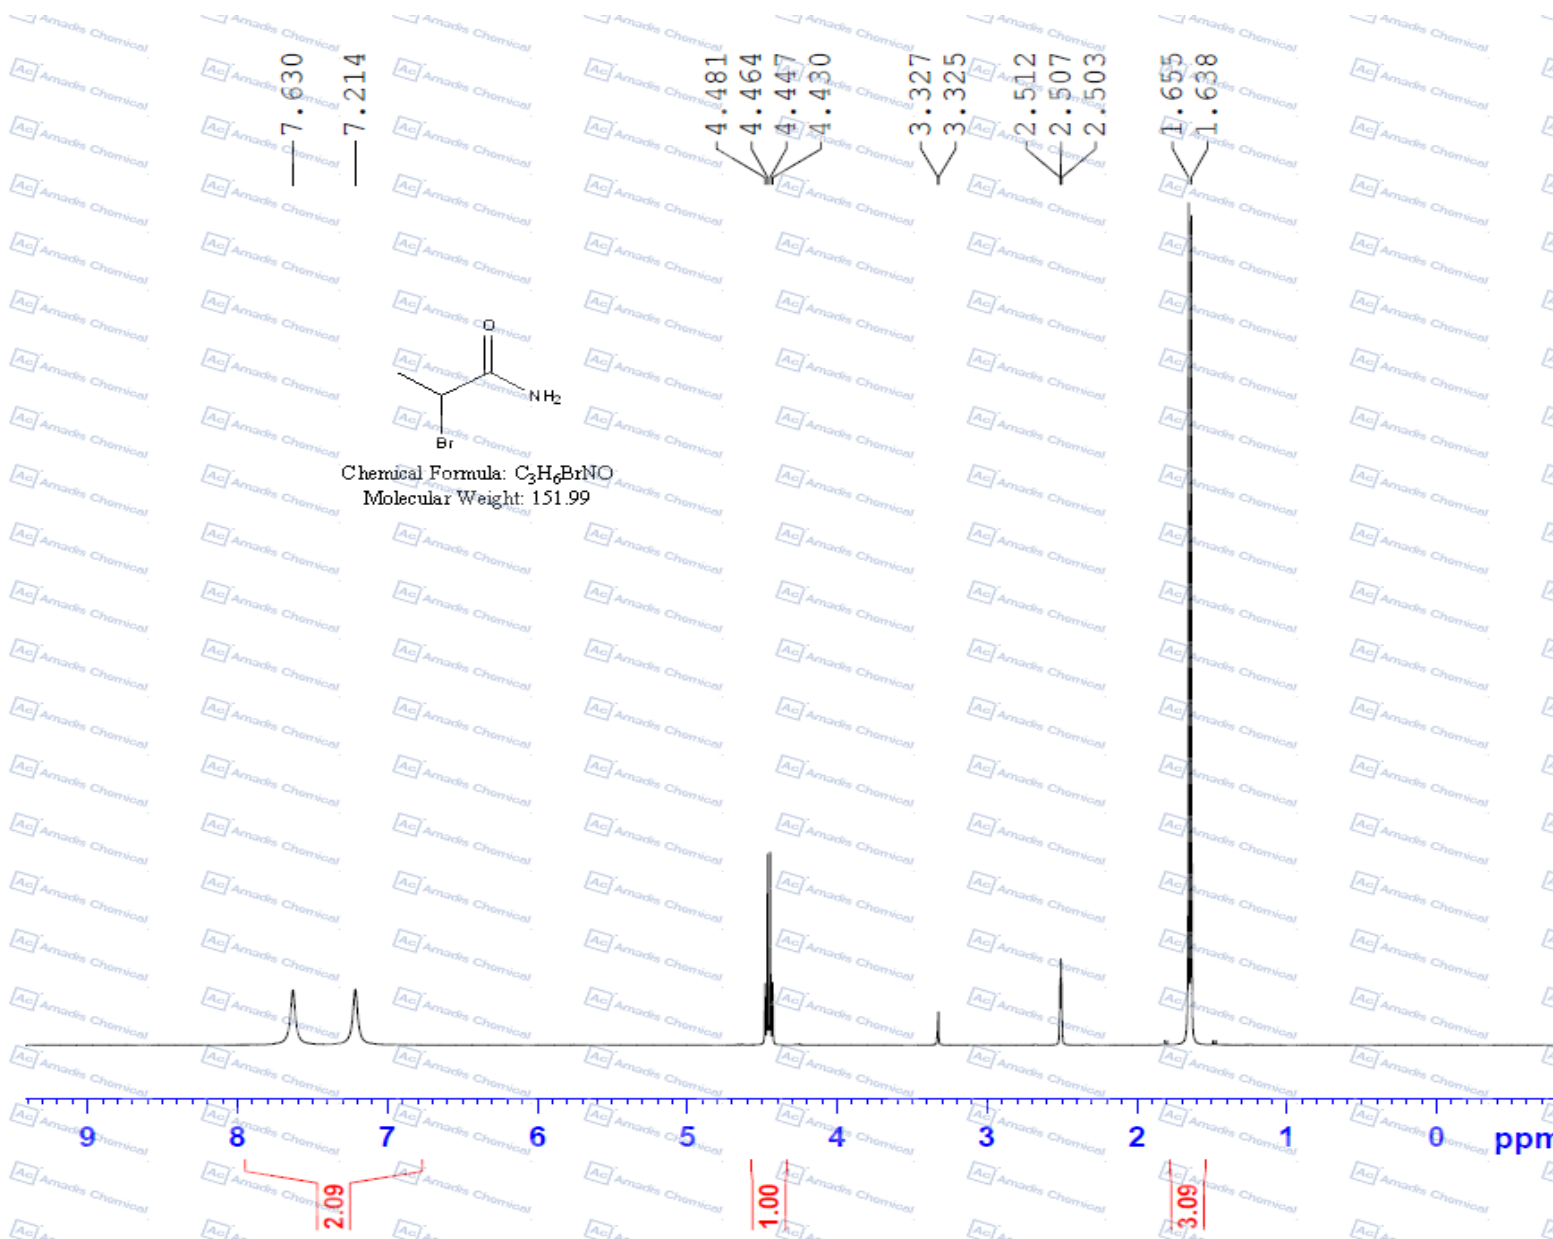 7.630
7.214
4.481
4.464
4.447
4.430
3.327
3.325
2.512
2.507
2.503
1.655
1.638
O
NH2
Br
Chemical Formula: C3H6BrNO
Molecular Weight: 151.99
9 8 7 6 5 4 3 2 1 0 ppm
2.09
1.00
3.09
Ac Amadis Chemical